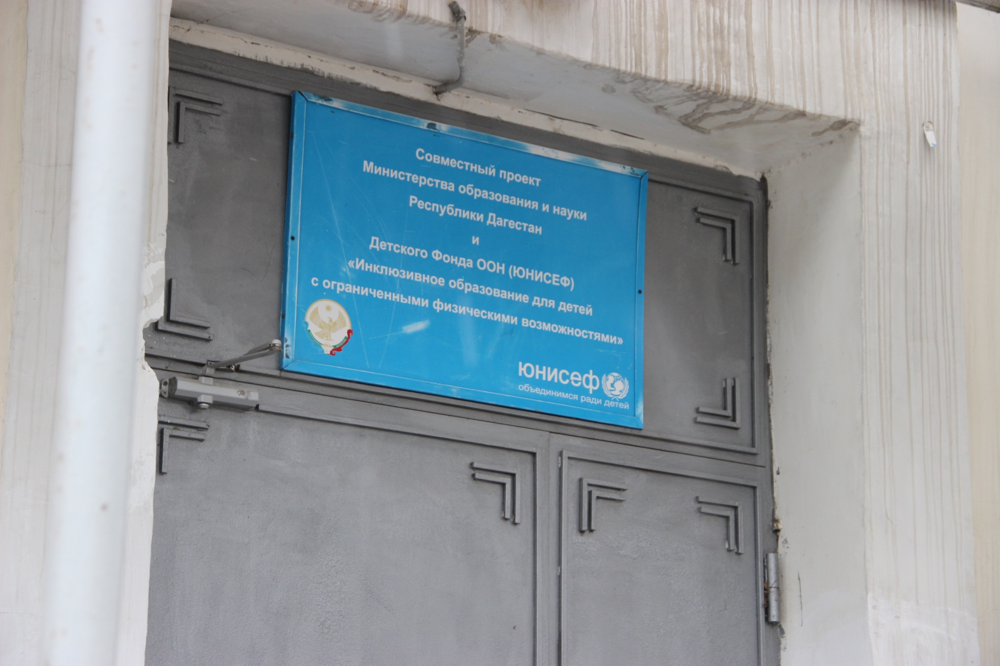 Совместный проект
Министерства образования и науки
Республики Дагестан
и
Детского Фонда ООН (ЮНИСЕФ)
«Инклюзивное образование для детей
с ограниченными физическими возможностями»
юнисеф
объединимся ради детей